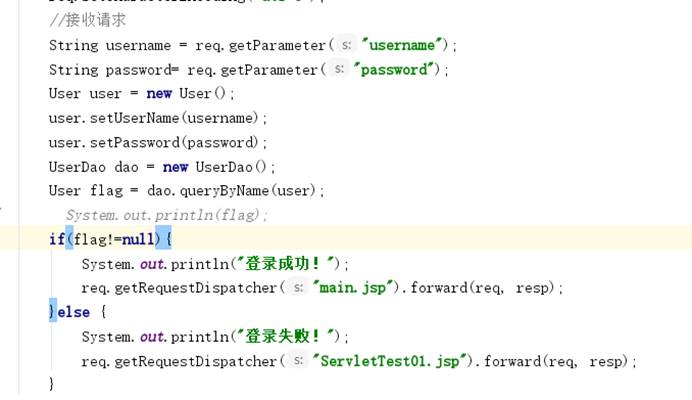 //接收请求
String username = req.getParameter( s: "username");
String password= req.getParameter( s: "password");
User user = new User();
user.setUserName(username);
user.setPassword(password);
UserDao dao = new UserDao();
User flag = dao.queryByName(user);
System.out.println(flag);
if(flag!=null){
System.out.println("登录成功！");
req.getRequestDispatcher( s: "main.jsp").forward(req, resp);
}else {
System.out.println("登录失败！");
req.getRequestDispatcher( s: "ServletTest01.jsp").forward(req, resp);
}